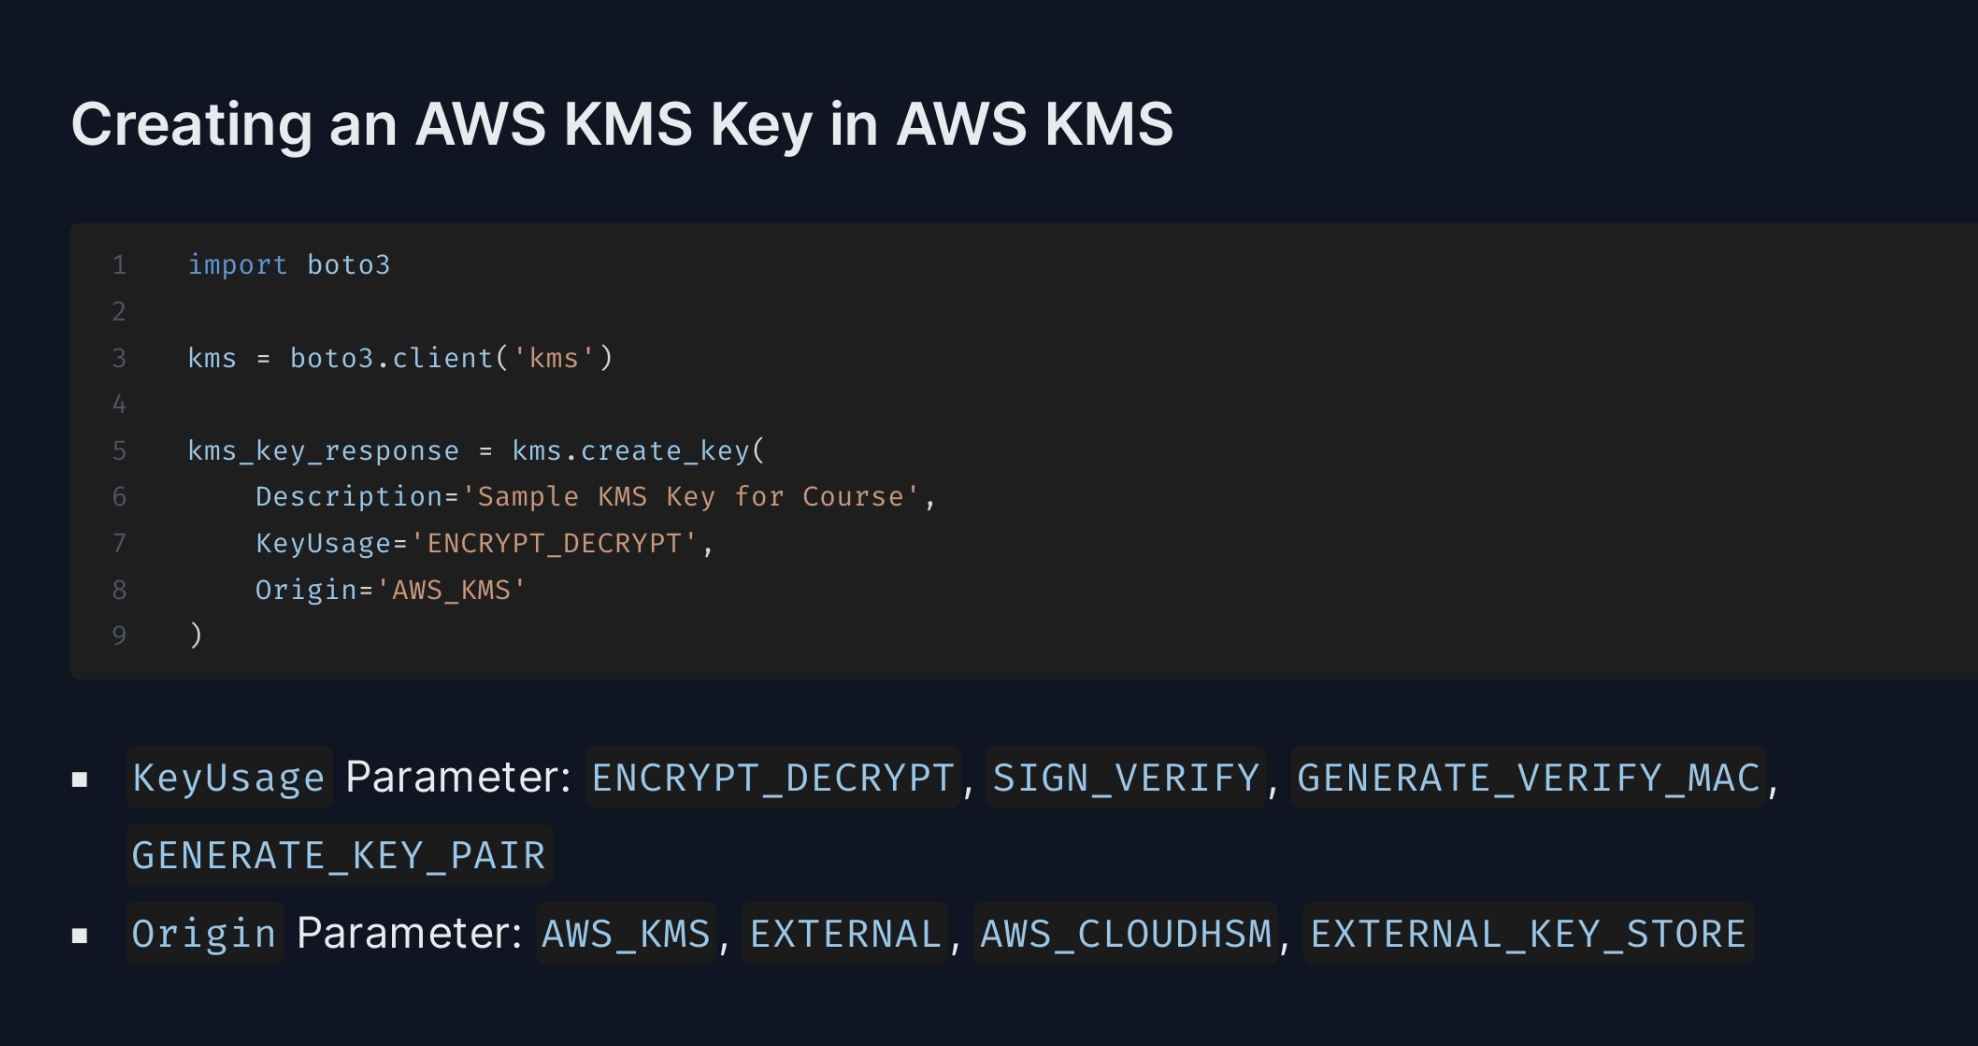 Creating an AWS KMS Key in AWS KMS
1 import boto3
2
3 kms = boto3.client('kms')
4
5 kms_key_response = kms.create_key(
6     Description='Sample KMS Key for Course',
7     KeyUsage='ENCRYPT_DECRYPT',
8     Origin='AWS_KMS'
9 )
▪ KeyUsage Parameter: ENCRYPT_DECRYPT, SIGN_VERIFY, GENERATE_VERIFY_MAC,
GENERATE_KEY_PAIR
▪ Origin Parameter: AWS_KMS, EXTERNAL, AWS_CLOUDHSM, EXTERNAL_KEY_STORE